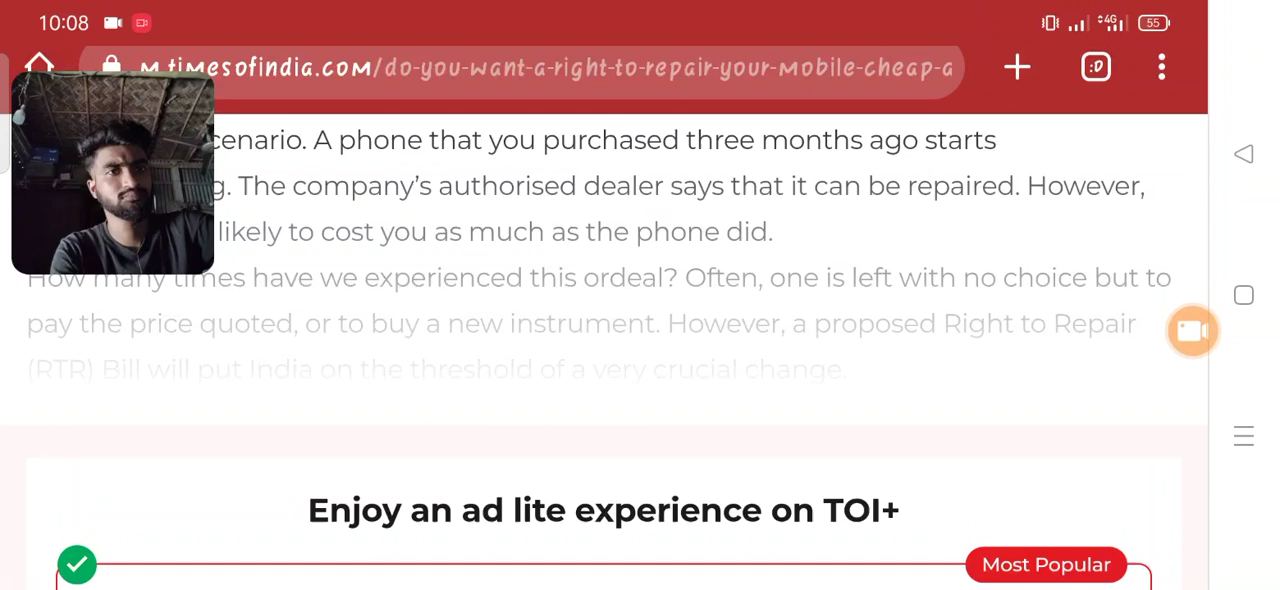 10:08
4G
55
m.timesofindia.com/do-you-want-a-right-to-repair-your-mobile-cheap-a
:D
cenario. A phone that you purchased three months ago starts
g. The company's authorised dealer says that it can be repaired. However,
likely to cost you as much as the phone did.
How many times have we experienced this ordeal? Often, one is left with no choice but to
pay the price quoted, or to buy a new instrument. However, a proposed Right to Repair
(RTR) Bill will put India on the threshold of a very crucial change.
Enjoy an ad lite experience on TOI+
Most Popular